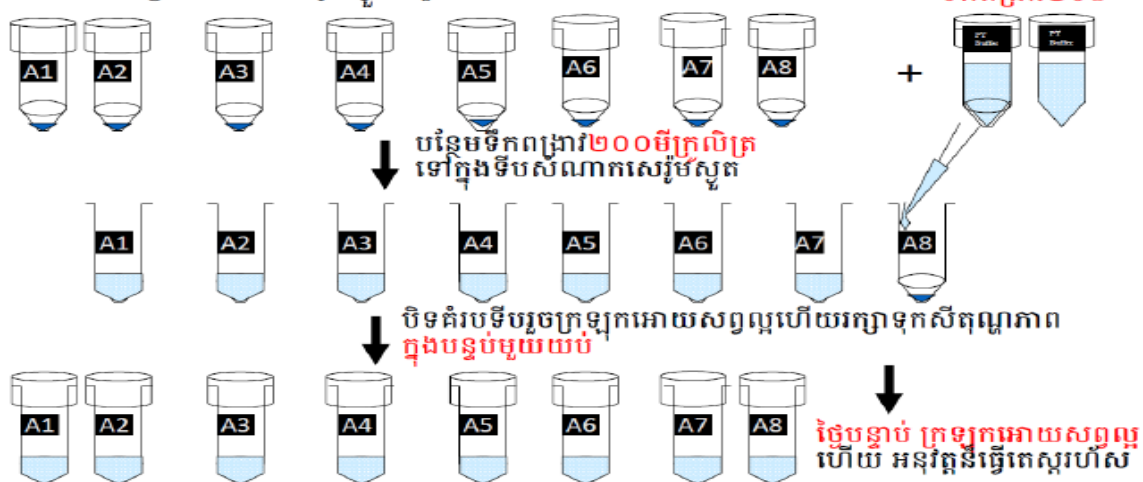 A1 A2 A3 A4 A5 A6 A7 A8 + PT Buffer PT Buffer
បន្ថែមទឹកពង្រាវ២០០មីក្រូលិត្រ
ទៅក្នុងទីបសំណាកសេរ៉ូមស្ងួត
A1 A2 A3 A4 A5 A6 A7 A8
បិទគំរបទីបរួចក្រឡុកអោយសព្វល្អហើយរក្សាទុកសីតុណ្ហភាព
ក្នុងបន្ទប់មួយយប់
A1 A2 A3 A4 A5 A6 A7 A8
ថ្ងៃបន្ទាប់ ក្រឡុកអោយសព្វល្អ
ហើយ អនុវត្តនីធ្វើតេស្តរហ័ស